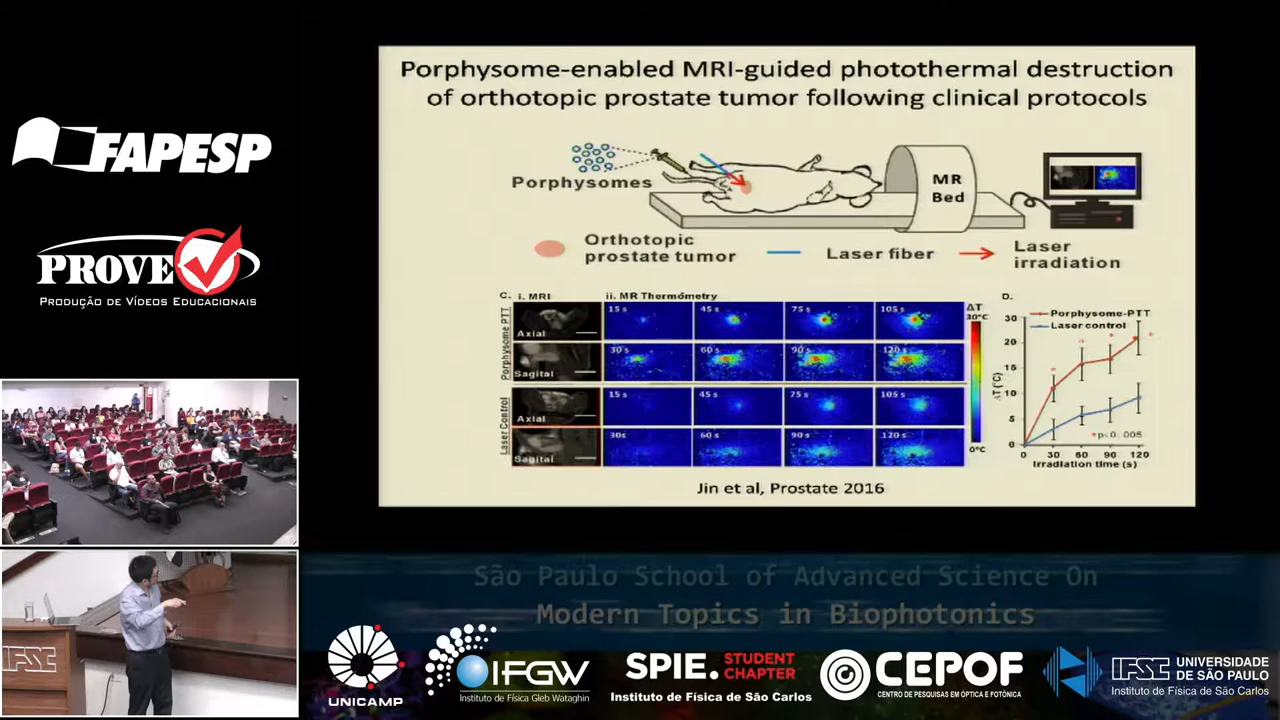 FAPESP
PROVE
PRODUÇÃO DE VÍDEOS EDUCACIONAIS
Porphysome-enabled MRI-guided photothermal destruction
of orthotopic prostate tumor following clinical protocols
Porphysomes
MR
Bed
Orthotopic
prostate tumor
Laser fiber
Laser
irradiation
C. i. MRI
ii. MR Thermometry
Porphysome PTT
Axial
15 s
45 s
75 s
105 s
Sagital
30 s
60 s
90 s
120 s
Laser Control
Axial
15 s
45 s
75 s
105 s
Sagital
30s
60 s
90 s
120 s
ΔT
30°C
0°C
D.
Porphysome-PTT
Laser control
ΔT (°C)
30
20
15
10
5
0
*p<0.005
0 30 60 90 120
Irradiation time (s)
Jin et al, Prostate 2016
IFSC
São Paulo School of Advanced Science On
Modern Topics in Biophotonics
UNICAMP
IFGW
Instituto de Física Gleb Wataghin
SPIE. STUDENT
CHAPTER
Instituto de Física de São Carlos
CEPOF
CENTRO DE PESQUISAS EM ÓPTICA E FOTÔNICA
IFSC UNIVERSIDADE
DE SÃO PAULO
Instituto de Física de São Carlos